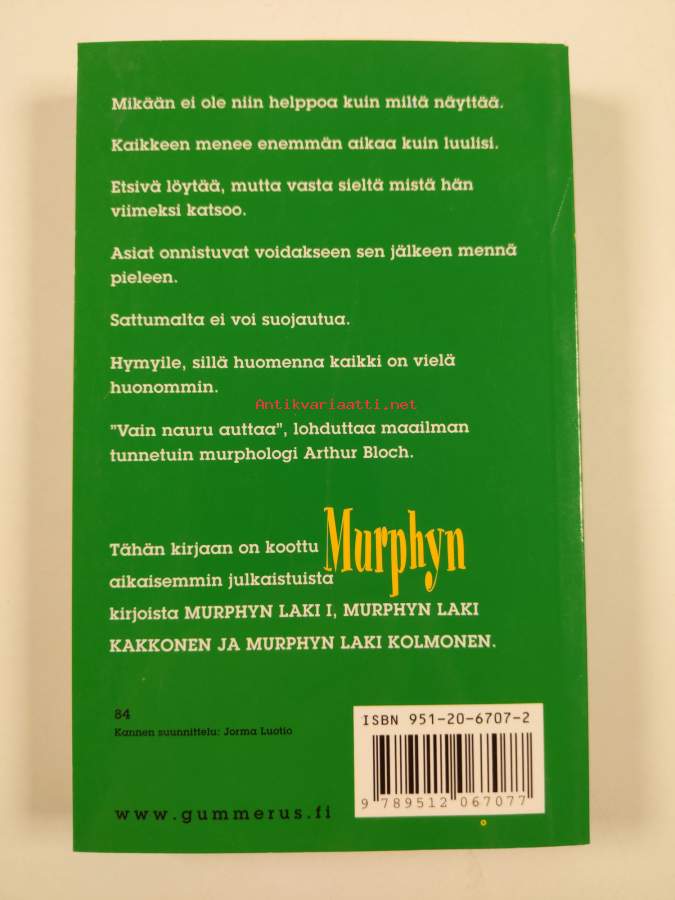 Mikään ei ole niin helppoa kuin miltä näyttää.
Kaikkeen menee enemmän aikaa kuin luulisi.
Etsivä löytää, mutta vasta sieltä mistä hän
viimeksi katsoo.
Asiat onnistuvat voidakseen sen jälkeen mennä
pieleen.
Sattumalta ei voi suojautua.
Hymyile, sillä huomenna kaikki on vielä
huonommin.
Antikvariaatti.net
"Vain nauru auttaa", lohduttaa maailman
tunnetuin murphologi Arthur Bloch.
Tähän kirjaan on koottu Murphyn
aikaisemmin julkaistuista
kirjoista MURPHYN LAKI I, MURPHYN LAKI
KAKKONEN JA MURPHYN LAKI KOLMONEN.
84
Kannen suunnittelu: Jorma Luotio
ISBN 951-20-6707-2
9 789512 067077
www.gummerus.fi